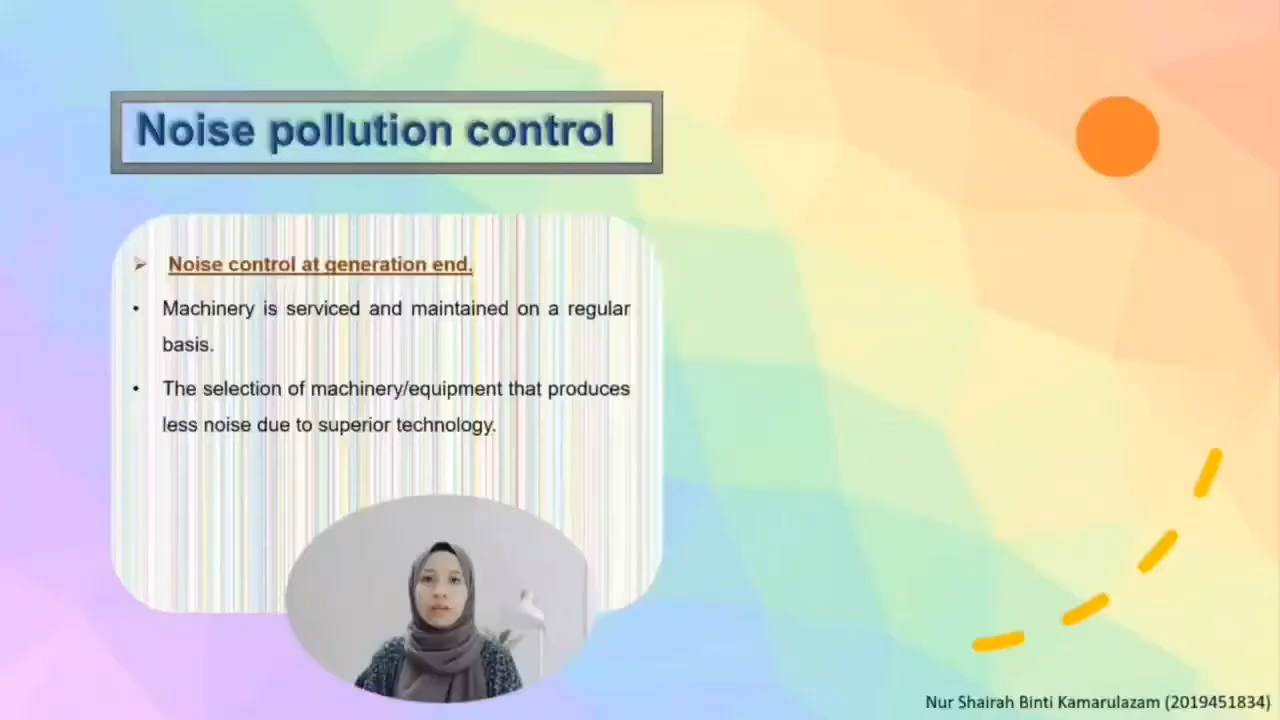 Noise pollution control
➢ Noise control at generation end.
• Machinery is serviced and maintained on a regular
basis.
• The selection of machinery/equipment that produces
less noise due to superior technology.
Nur Shairah Binti Kamarulazam (2019451834)